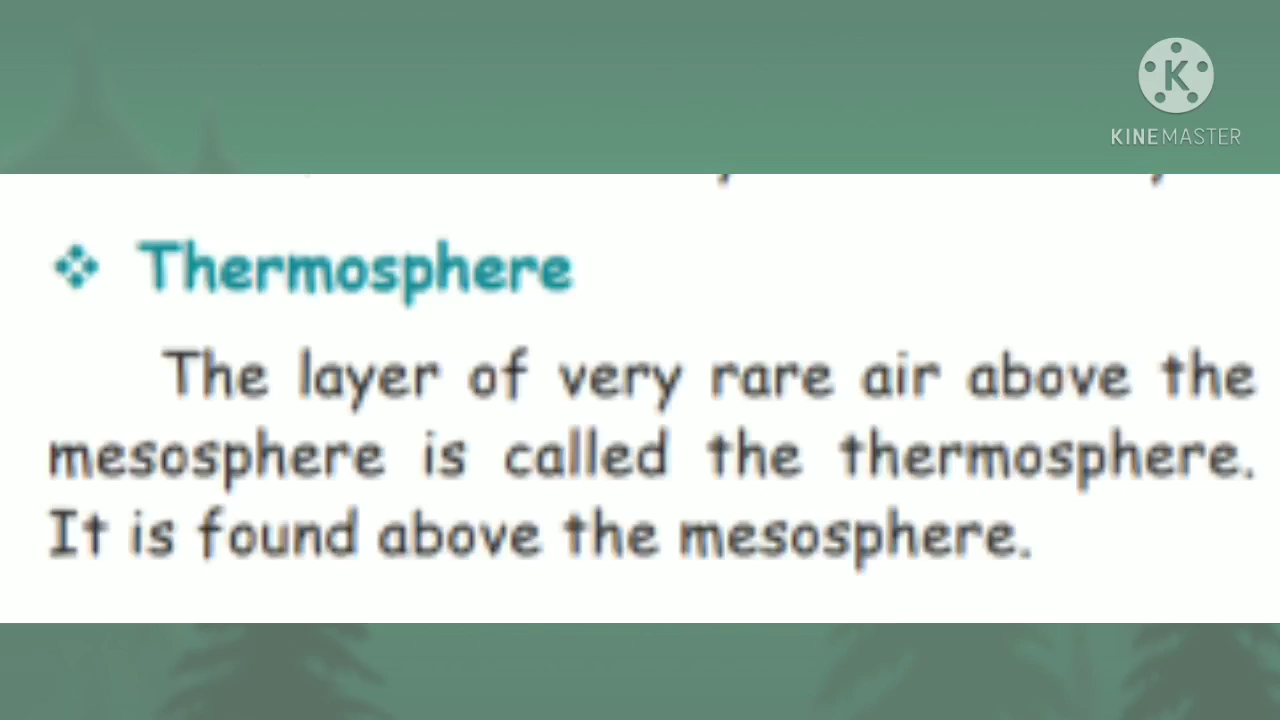 K
KINEMASTER
❖ Thermosphere
The layer of very rare air above the
mesosphere is called the thermosphere.
It is found above the mesosphere.